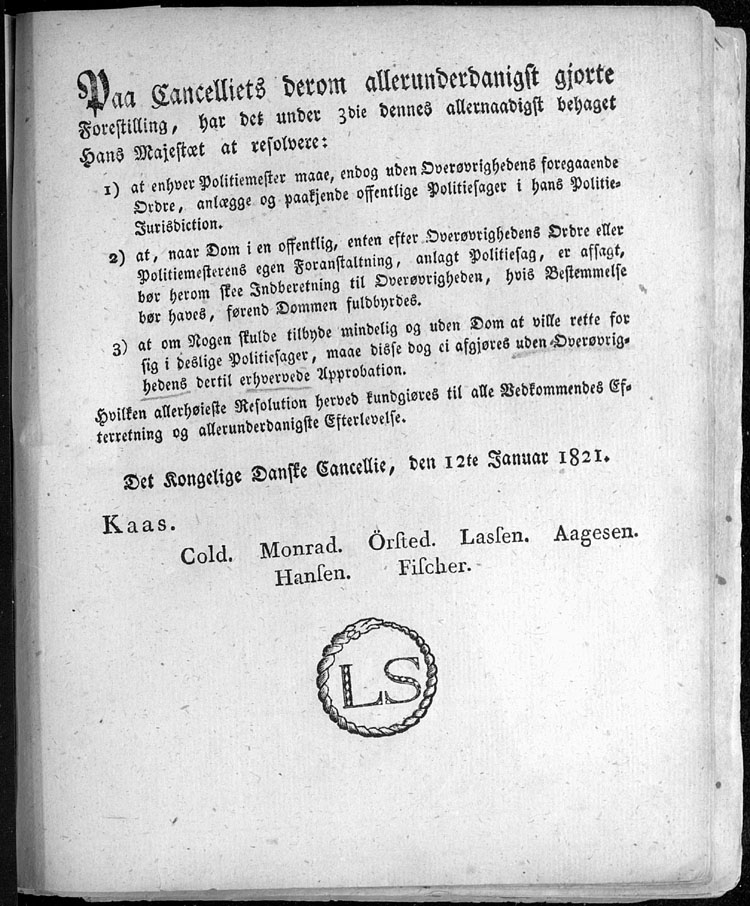 Paa Cancelliets derom allerunderdanigst gjorte
Forestilling, har det under 3die dennes allernaadigst behaget
Hans Majestæt at resolvere:
1) at enhver Politiemester maae, endog uden Overøvrighedens foregaaende
Ordre, anlægge og paakjende offentlige Politiesager i hans Politie-
Jurisdiction.
2) at, naar Dom i en offentlig, enten efter Overøvrighedens Ordre eller
Politiemesterens egen Foranstaltning, anlagt Politiesag, er afsagt,
bør herom skee Indberetning til Overøvrigheden, hvis Bestemmelse
bør haves, førend Dommen fuldbyrdes.
3) at om Nogen skulde tilbyde mindelig og uden Dom at ville rette for
sig i deslige Politiesager, maae disse dog ei afgjøres uden Overøvrig-
hedens dertil erhvervede Approbation.
Hvilken allerhøieste Resolution herved kundgjøres til alle Vedkommendes Ef-
terretning og allerunderdanigste Efterlevelse.
Det Kongelige Danske Cancellie, den 12te Januar 1821.
Kaas.
Cold. Monrad. Örsted. Lassen. Aagesen.
Hansen. Fischer.
LS